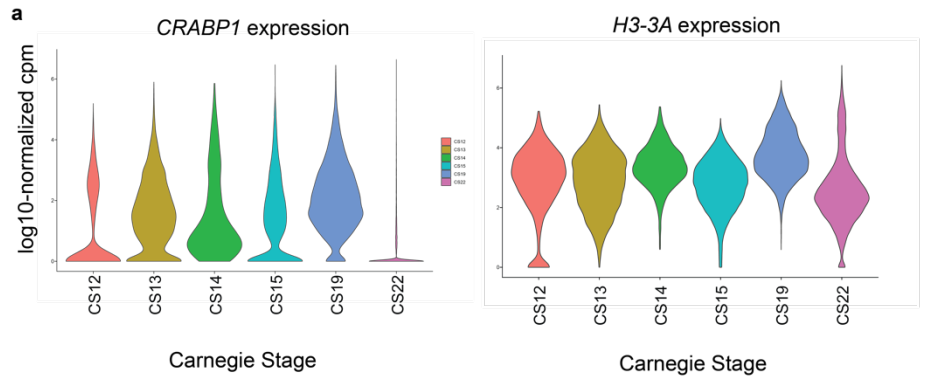 a
CRABP1 expression
H3-3A expression
log10-normalized cpm
6
4
2
0
CS12
CS13
CS14
CS15
CS19
CS22
CS12 CS13 CS14 CS15 CS19 CS22
Carnegie Stage
6
4
2
0
CS12 CS13 CS14 CS15 CS19 CS22
Carnegie Stage